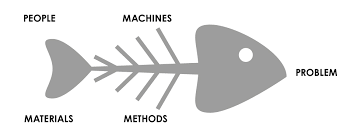 PEOPLE
MACHINES
PROBLEM
MATERIALS
METHODS